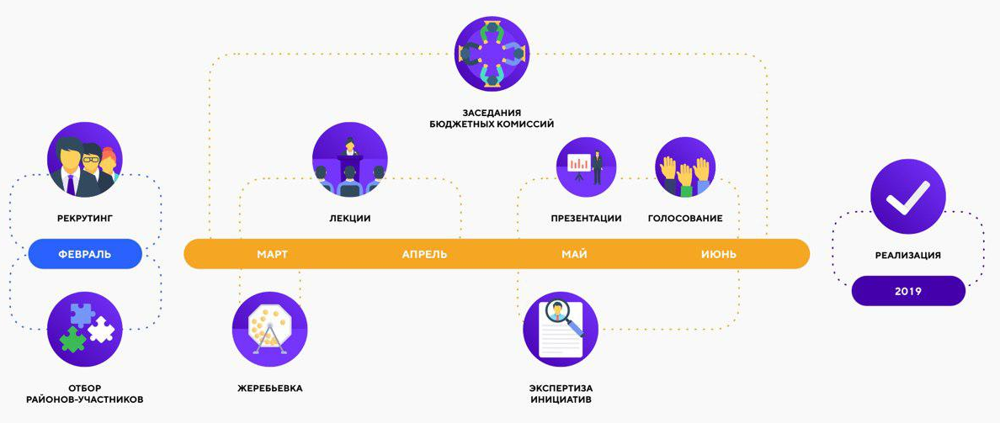 ЗАСЕДАНИЯ
БЮДЖЕТНЫХ КОМИССИЙ
РЕКРУТИНГ
ЛЕКЦИИ
ПРЕЗЕНТАЦИИ
ГОЛОСОВАНИЕ
ФЕВРАЛЬ
МАРТ
АПРЕЛЬ
МАЙ
ИЮНЬ
РЕАЛИЗАЦИЯ
2019
ОТБОР
РАЙОНОВ-УЧАСТНИКОВ
ЖЕРЕБЬЕВКА
ЭКСПЕРТИЗА
ИНИЦИАТИВ